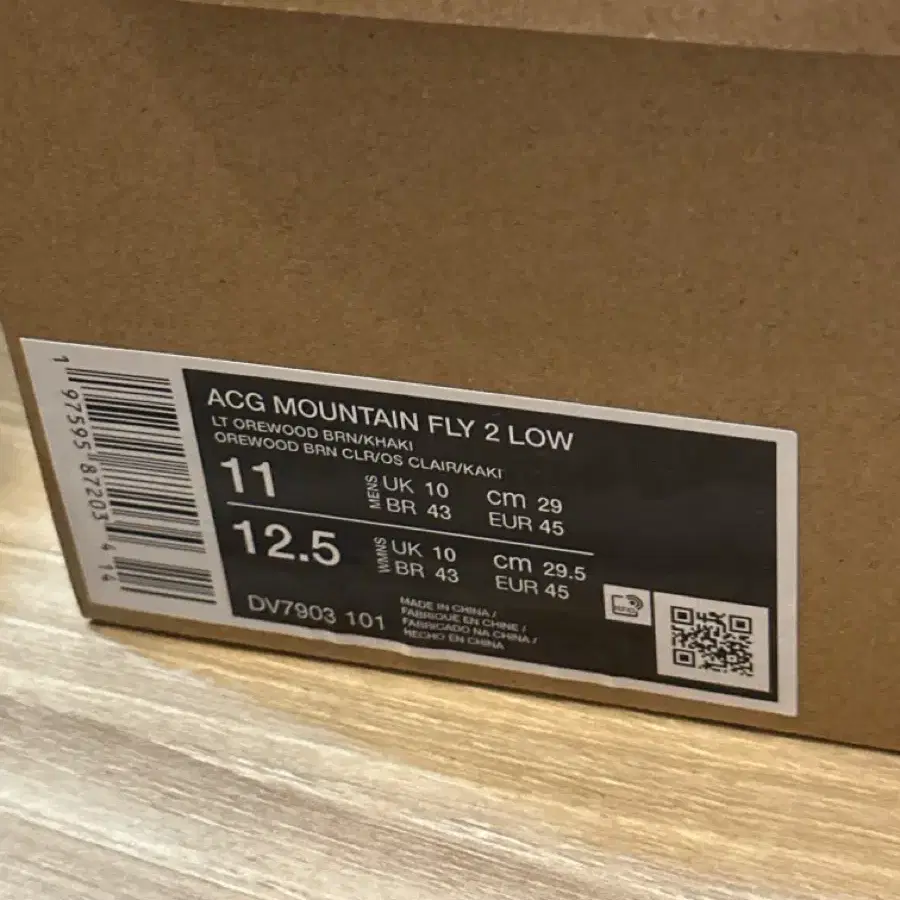 ACG MOUNTAIN FLY 2 LOW
LT OREWOOD BRN/KHAKI
OREWOOD BRN CLR/OS CLAIR/KAKI
11 MENS UK 10 cm 29
BR 43 EUR 45
12.5 WMNS UK 10 cm 29.5
BR 43 EUR 45
DV7903 101
MADE IN CHINA /
FABRIQUE EN CHINE /
FABRICADO NA CHINA /
HECHO EN CHINA
RFID
1 97595 87203 4 14